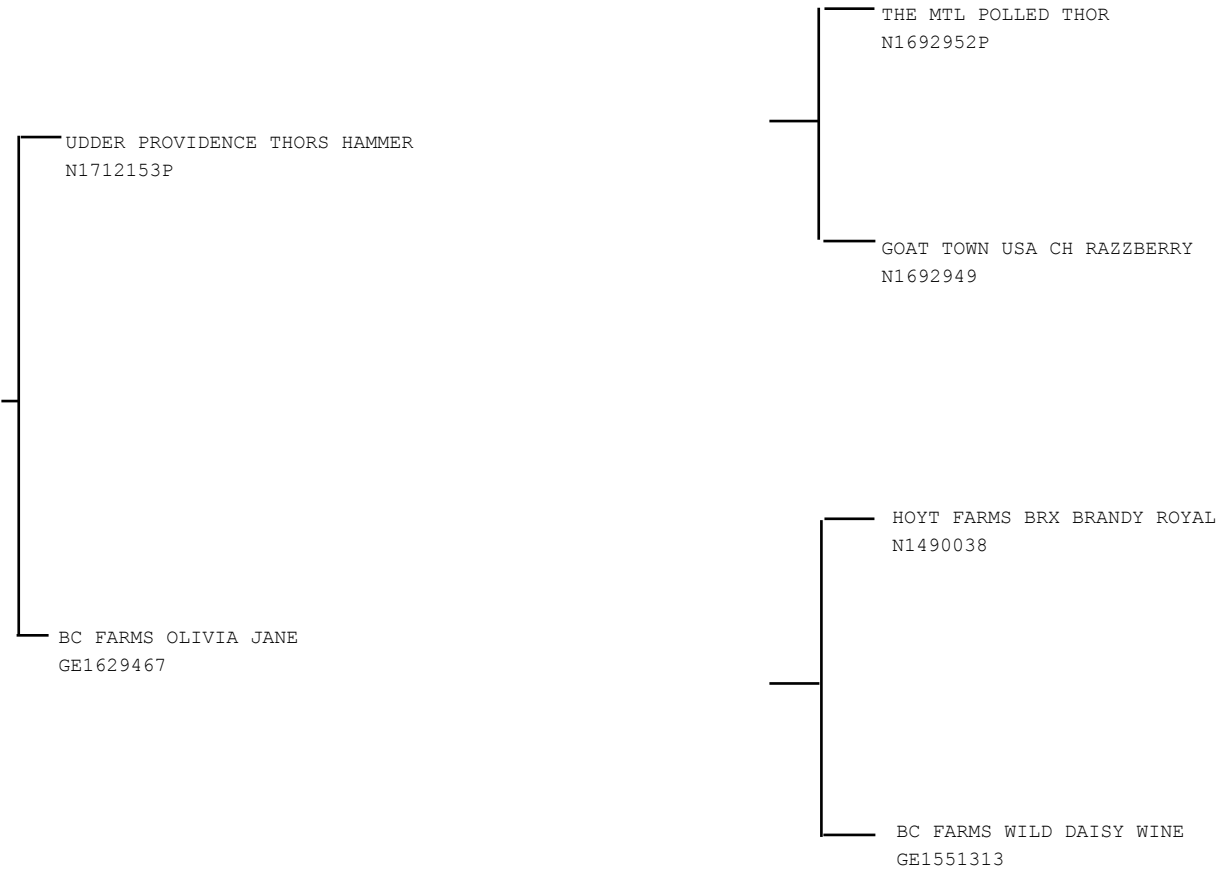 THE MTL POLLED THOR
N1692952P
UDDER PROVIDENCE THORS HAMMER
N1712153P
GOAT TOWN USA CH RAZZBERRY
N1692949
HOYT FARMS BRX BRANDY ROYAL
N1490038
BC FARMS OLIVIA JANE
GE1629467
BC FARMS WILD DAISY WINE
GE1551313